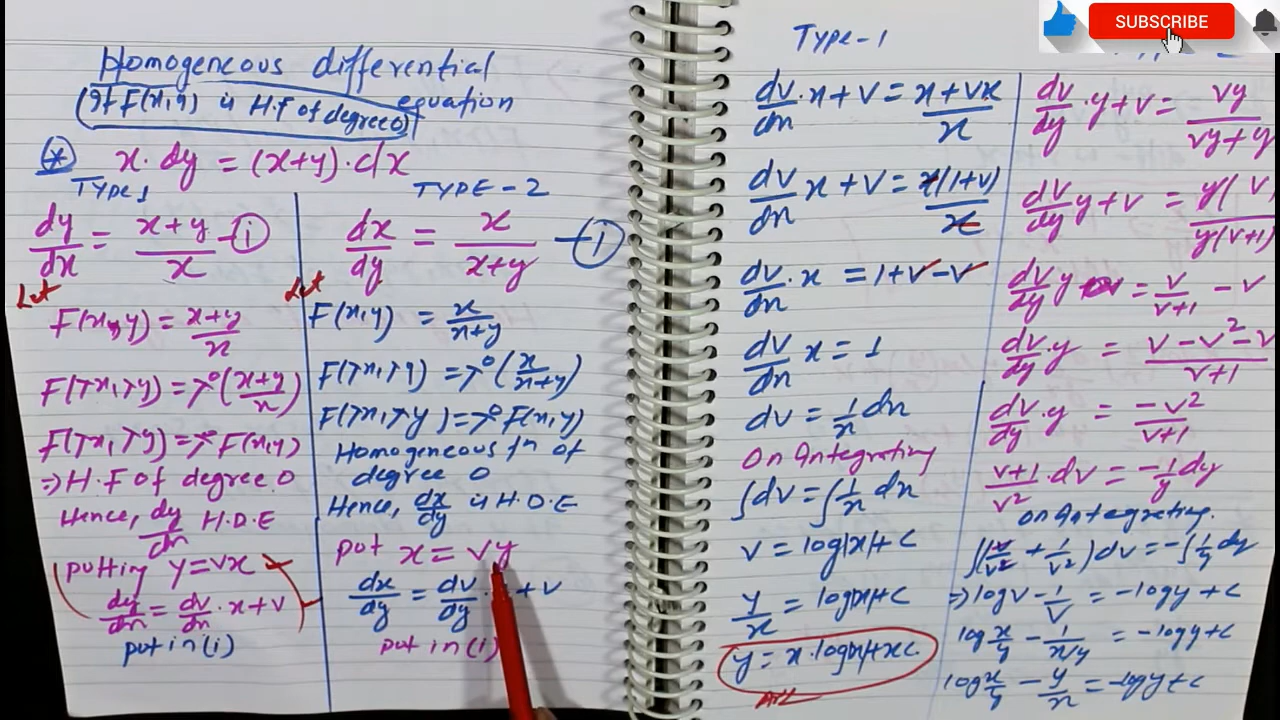 Homogeneous differential
equation
(If F(x,y) is H.F of degree 0)
* x·dy = (x+y)·dx
Type 1
dy/dx = (x+y)/x — (i)
Let
F(x,y) = (x+y)/x
F(λx,λy) = λ⁰((x+y)/x)
F(λx,λy) = λ⁰ F(x,y)
⇒ H.F of degree 0
Hence, dy/dx H.D.E
putting y = vx
dy/dx = dv/dx · x + v
put in (i)
TYPE - 2
dx/dy = x/(x+y) — (1)
Let
F(x,y) = x/(x+y)
F(λx,λy) = λ⁰(x/(x+y))
F(λx,λy) = λ⁰ F(x,y)
Homogeneous fn of
degree 0
Hence, dx/dy is H.D.E
put x = vy
dx/dy = dv/dy · + v
put in (i)
Type - 1
dv/dx · x + v = (x+vx)/x
dv/dx x + v = x(1+v)/x
dv/dx · x = 1+v-v
dv/dx x = 1
dv = 1/x dx
On Integrating
∫dv = ∫1/x dx
v = log|x| + c
y/x = log|x| + c
y = x·log|x| + xc.
Ans
dv/dy · y + v = vy/(vy+y
dv/dy y + v = y(v)/y(v+1)
dv/dy y = v/(v+1) - v
dv/dy · y = (v-v²-v)/(v+1)
dv/dy · y = -v²/(v+1)
(v+1)/v² · dv = -1/y dy
On Integrating.
∫(v/v² + 1/v²) dv = -∫1/y dy
⇒ log v - 1/v = -log y + c
log x/y - 1/(x/y) = -log y + c
log x/y - y/x = -log y + c
SUBSCRIBE